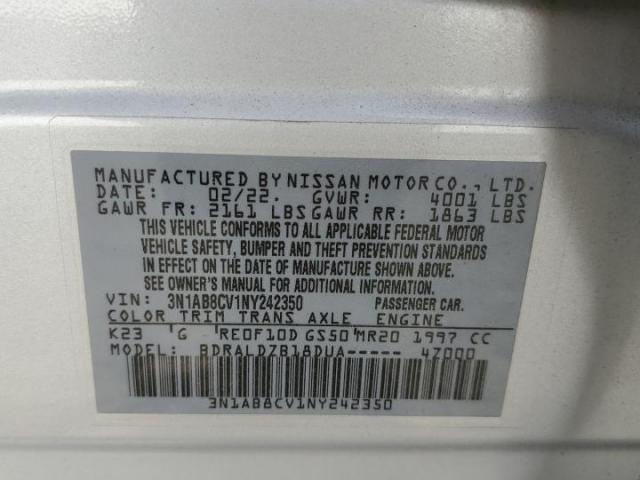 MANUFACTURED BY NISSAN MOTOR CO., LTD.
DATE: 02/22. GVWR: 4001 LBS
GAWR FR: 2161 LBS GAWR RR: 1863 LBS
THIS VEHICLE CONFORMS TO ALL APPLICABLE FEDERAL MOTOR
VEHICLE SAFETY, BUMPER AND THEFT PREVENTION STANDARDS
IN EFFECT ON THE DATE OF MANUFACTURE SHOWN ABOVE.
SEE OWNER'S MANUAL FOR ADDITIONAL INFORMATION.
VIN: 3N1AB8CV1NY242350 PASSENGER CAR.
COLOR TRIM TRANS AXLE ENGINE
K23 G RE0F10D GS50 MR20 1997 CC
MODEL: BDRALDZB18DUA----- 4Z000
3N1AB8CV1NY242350